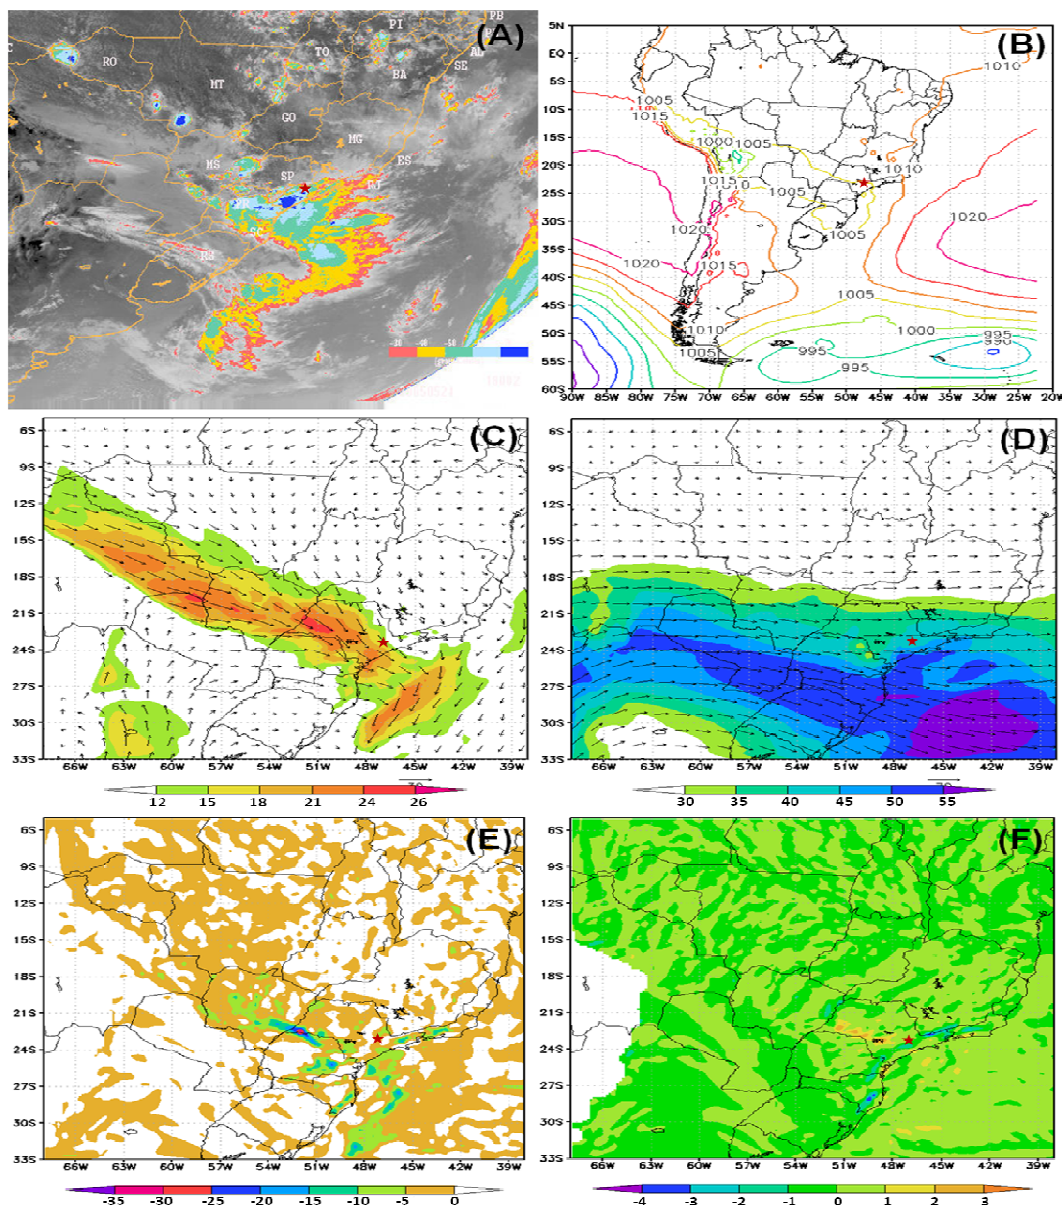 (A)
PI
PB
TO
AL
SE
BA
RO
MT
GO
MG
ES
MS
SP
RJ
PR
SC
RS
(B)
5N
EQ
5S
10S
15S
20S
25S
30S
35S
40S
45S
50S
55S
60S
1010
1005
1015
1000
1005
1010
1015
1010
1005
1020
1005
1020
1020
1015
1005
1010
1000
995
1005
995
995
990
90W 85W 80W 75W 70W 65W 60W 55W 50W 45W 40W 35W 30W 25W 20W
(C)
6S
9S
12S
15S
18S
21S
24S
27S
30S
33S
66W 63W 60W 57W 54W 51W 48W 45W 42W 39W
12 15 18 21 24 26
(D)
6S
9S
12S
15S
18S
21S
24S
27S
30S
33S
66W 63W 60W 57W 54W 51W 48W 45W 42W 39W
30 35 40 45 50 55
(E)
6S
9S
12S
15S
18S
21S
24S
27S
30S
33S
66W 63W 60W 57W 54W 51W 48W 45W 42W 39W
-35 -30 -25 -20 -15 -10 -5 0
(F)
6S
9S
12S
15S
18S
21S
24S
27S
30S
33S
66W 63W 60W 57W 54W 51W 48W 45W 42W 39W
-4 -3 -2 -1 0 1 2 3